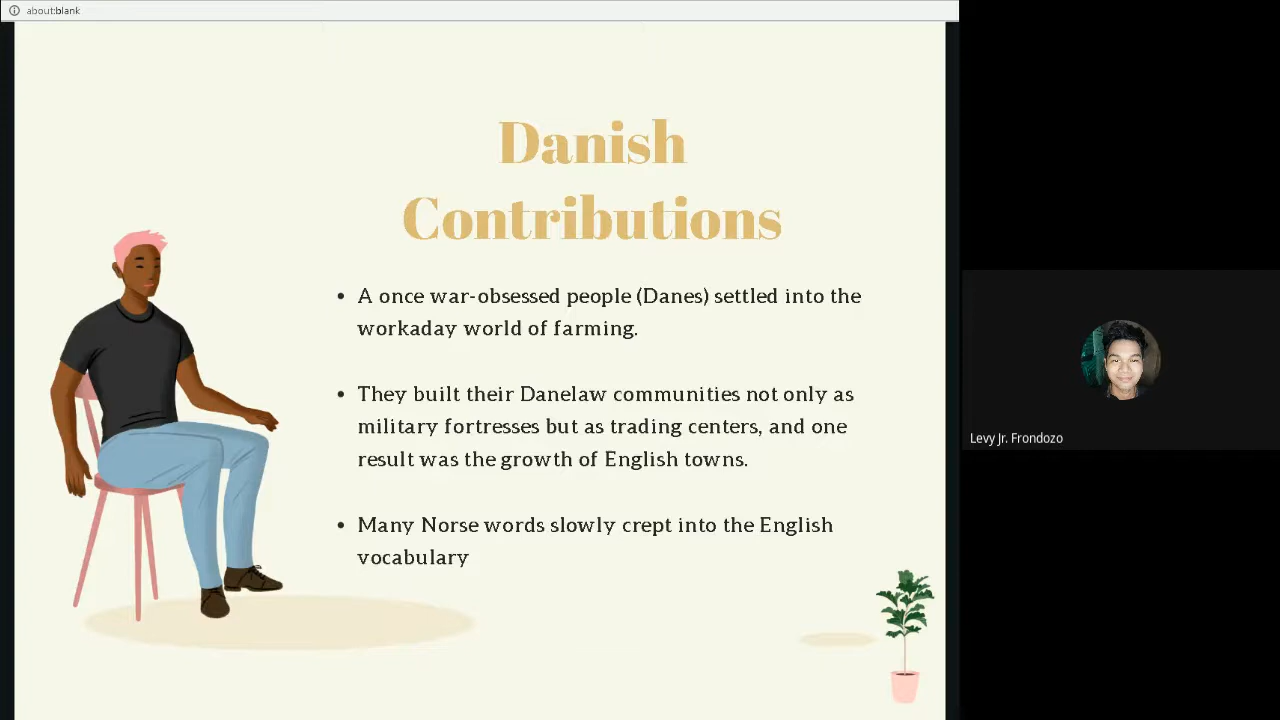 about:blank
Danish
Contributions
• A once war-obsessed people (Danes) settled into the
workaday world of farming.
• They built their Danelaw communities not only as
military fortresses but as trading centers, and one
result was the growth of English towns.
• Many Norse words slowly crept into the English
vocabulary
Levy Jr. Frondozo